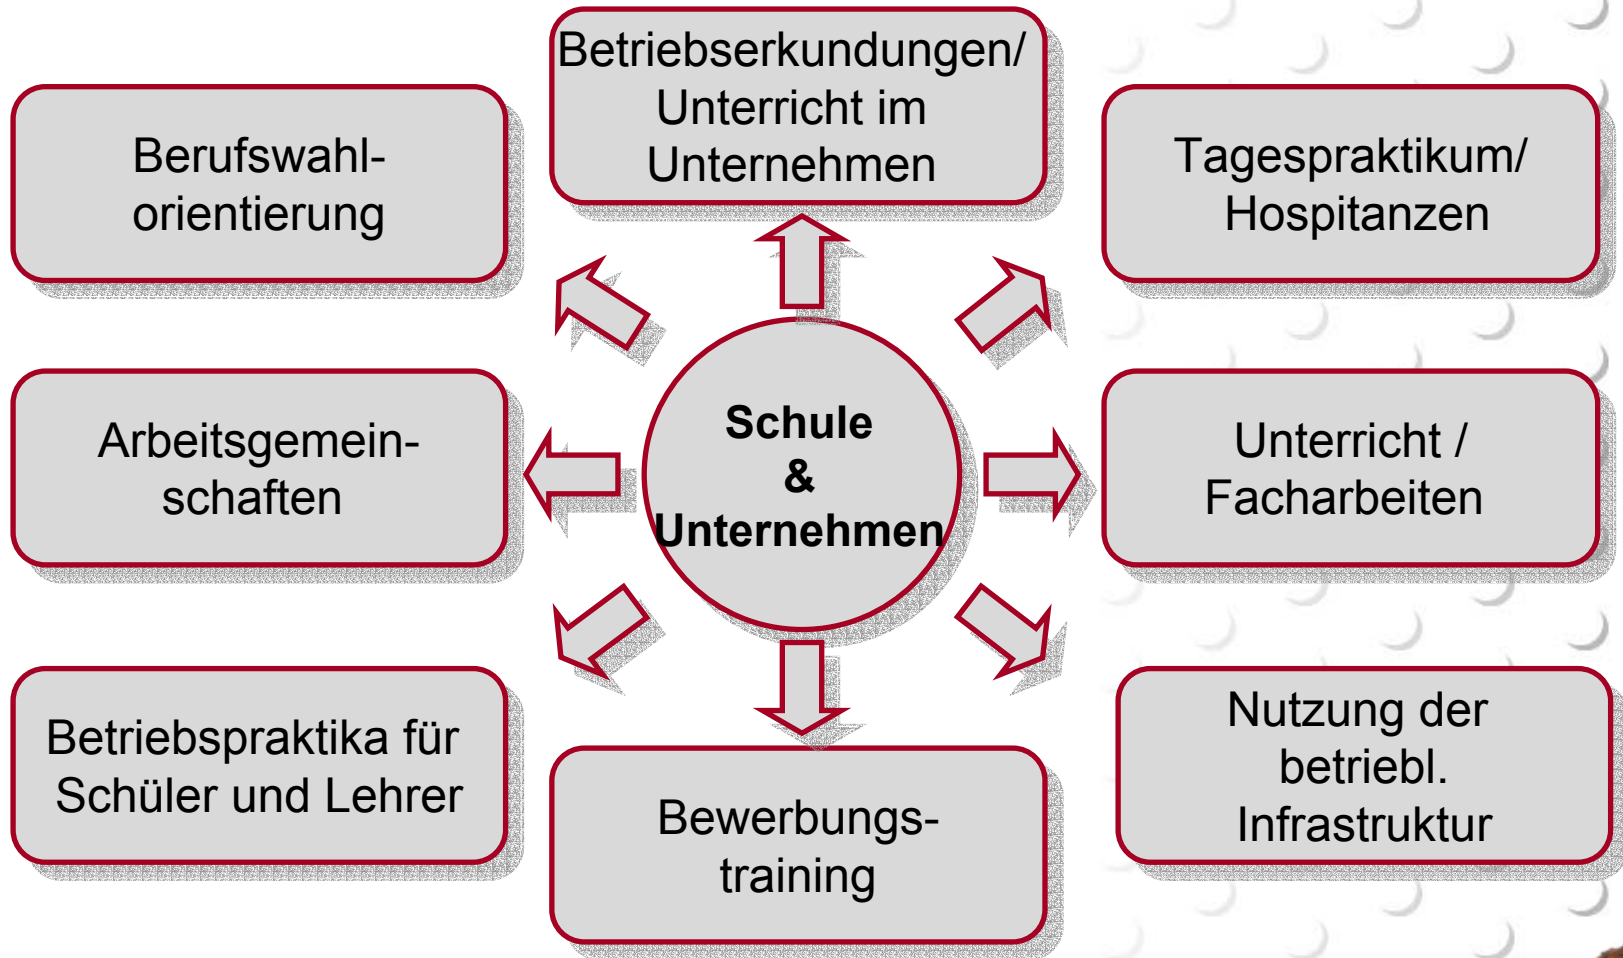 Betriebserkundungen/
Unterricht im
Unternehmen
Berufswahl-
orientierung
Tagespraktikum/
Hospitanzen
Arbeitsgemein-
schaften
Schule
&
Unternehmen
Unterricht /
Facharbeiten
Betriebspraktika für
Schüler und Lehrer
Bewerbungs-
training
Nutzung der
betriebl.
Infrastruktur